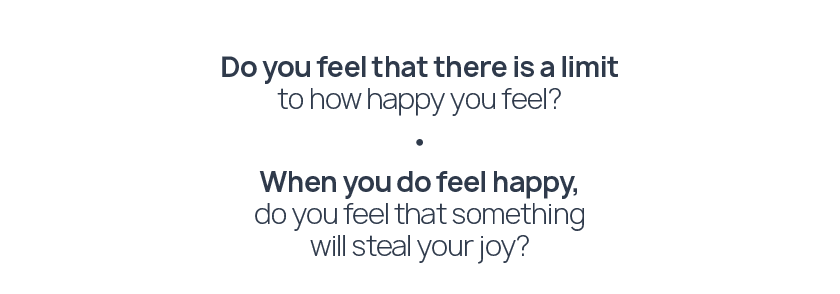 Do you feel that there is a limit
to how happy you feel?
•
When you do feel happy,
do you feel that something
will steal your joy?